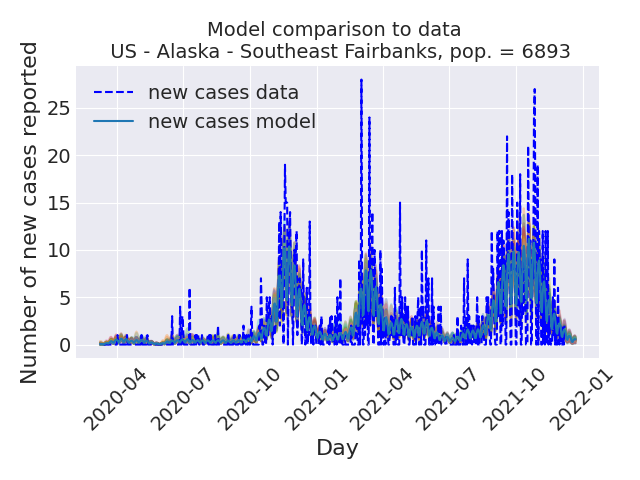 Model comparison to data
US - Alaska - Southeast Fairbanks, pop. = 6893
new cases data
new cases model
Number of new cases reported
25
20
15
10
5
0
2020-04
2020-07
2020-10
2021-01
2021-04
2021-07
2021-10
2022-01
Day